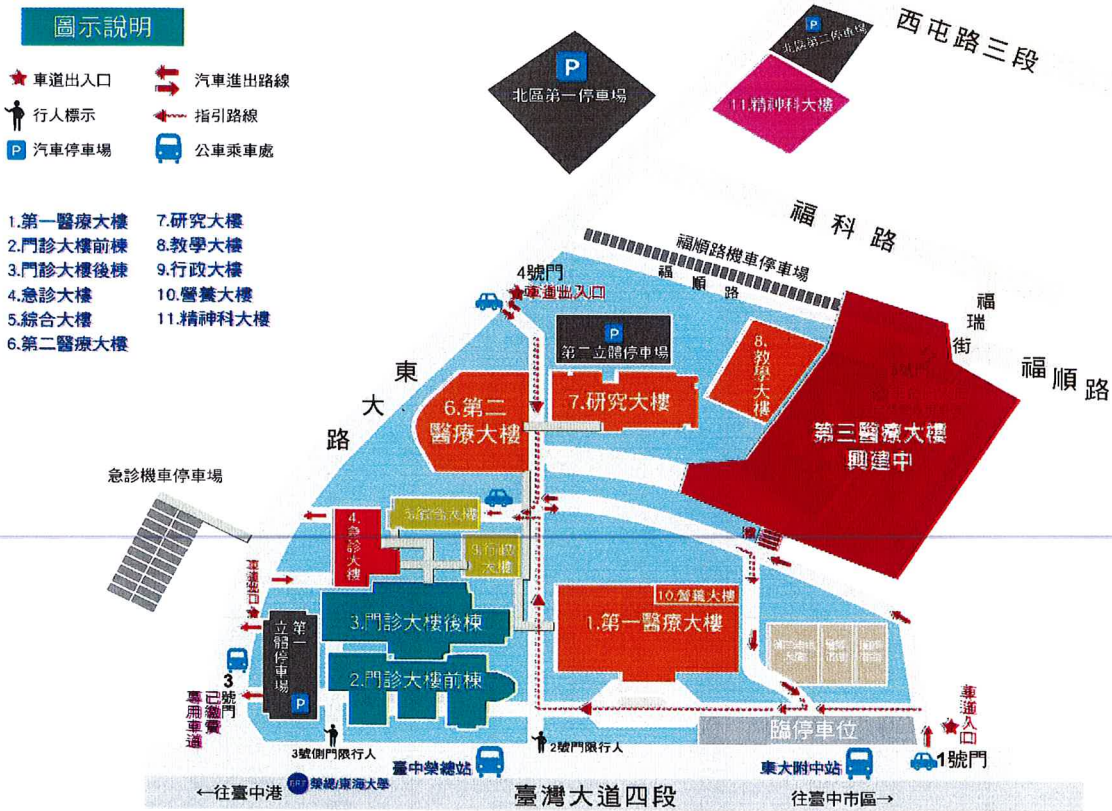 圖示說明
車道出入口
汽車進出路線
行人標示
指引路線
P
汽車停車場
公車乘車處
1.第一醫療大樓
2.門診大樓前棟
3.門診大樓後棟
4.急診大樓
5.綜合大樓
6.第二醫療大樓
7.研究大樓
8.教學大樓
9.行政大樓
10.營養大樓
11.精神科大樓
P
北區第一停車場
P
北區第二停車場
11.精神科大樓
西屯路三段
福科路
福順路機車停車場
福順路
福瑞街
福順路
4號門
車道出入口
P
第二立體停車場
8.教學大樓
東大路
6.第二
醫療大樓
7.研究大樓
第三醫療大樓
興建中
急診機車停車場
4.急診大樓
5.綜合大樓
9.行政
大樓
10.營養大樓
1.第一醫療大樓
3.門診大樓後棟
2.門診大樓前棟
第一
立體停車場
P
3號門
已繳費
專用車道
車道入口
臨停車位
1號門
3號側門限行人
2號門限行人
臺中榮總站
東大附中站
榮總/東海大學
←往臺中港
臺灣大道四段
往臺中市區→